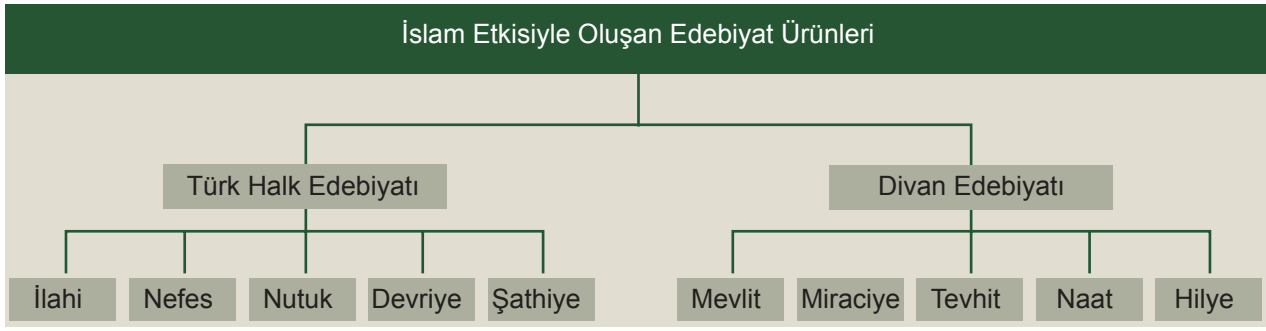 İslam Etkisiyle Oluşan Edebiyat Ürünleri
Türk Halk Edebiyatı
Divan Edebiyatı
İlahi
Nefes
Nutuk
Devriye
Şathiye
Mevlit
Miraciye
Tevhit
Naat
Hilye